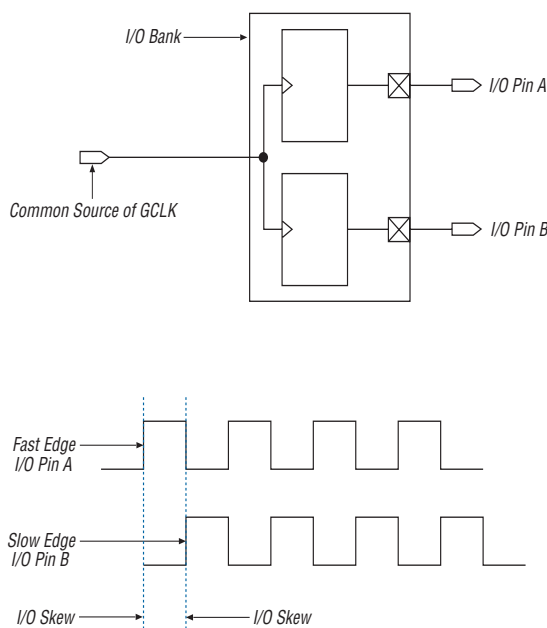 I/O Bank
I/O Pin A
Common Source of GCLK
I/O Pin B
Fast Edge
I/O Pin A
Slow Edge
I/O Pin B
I/O Skew
I/O Skew